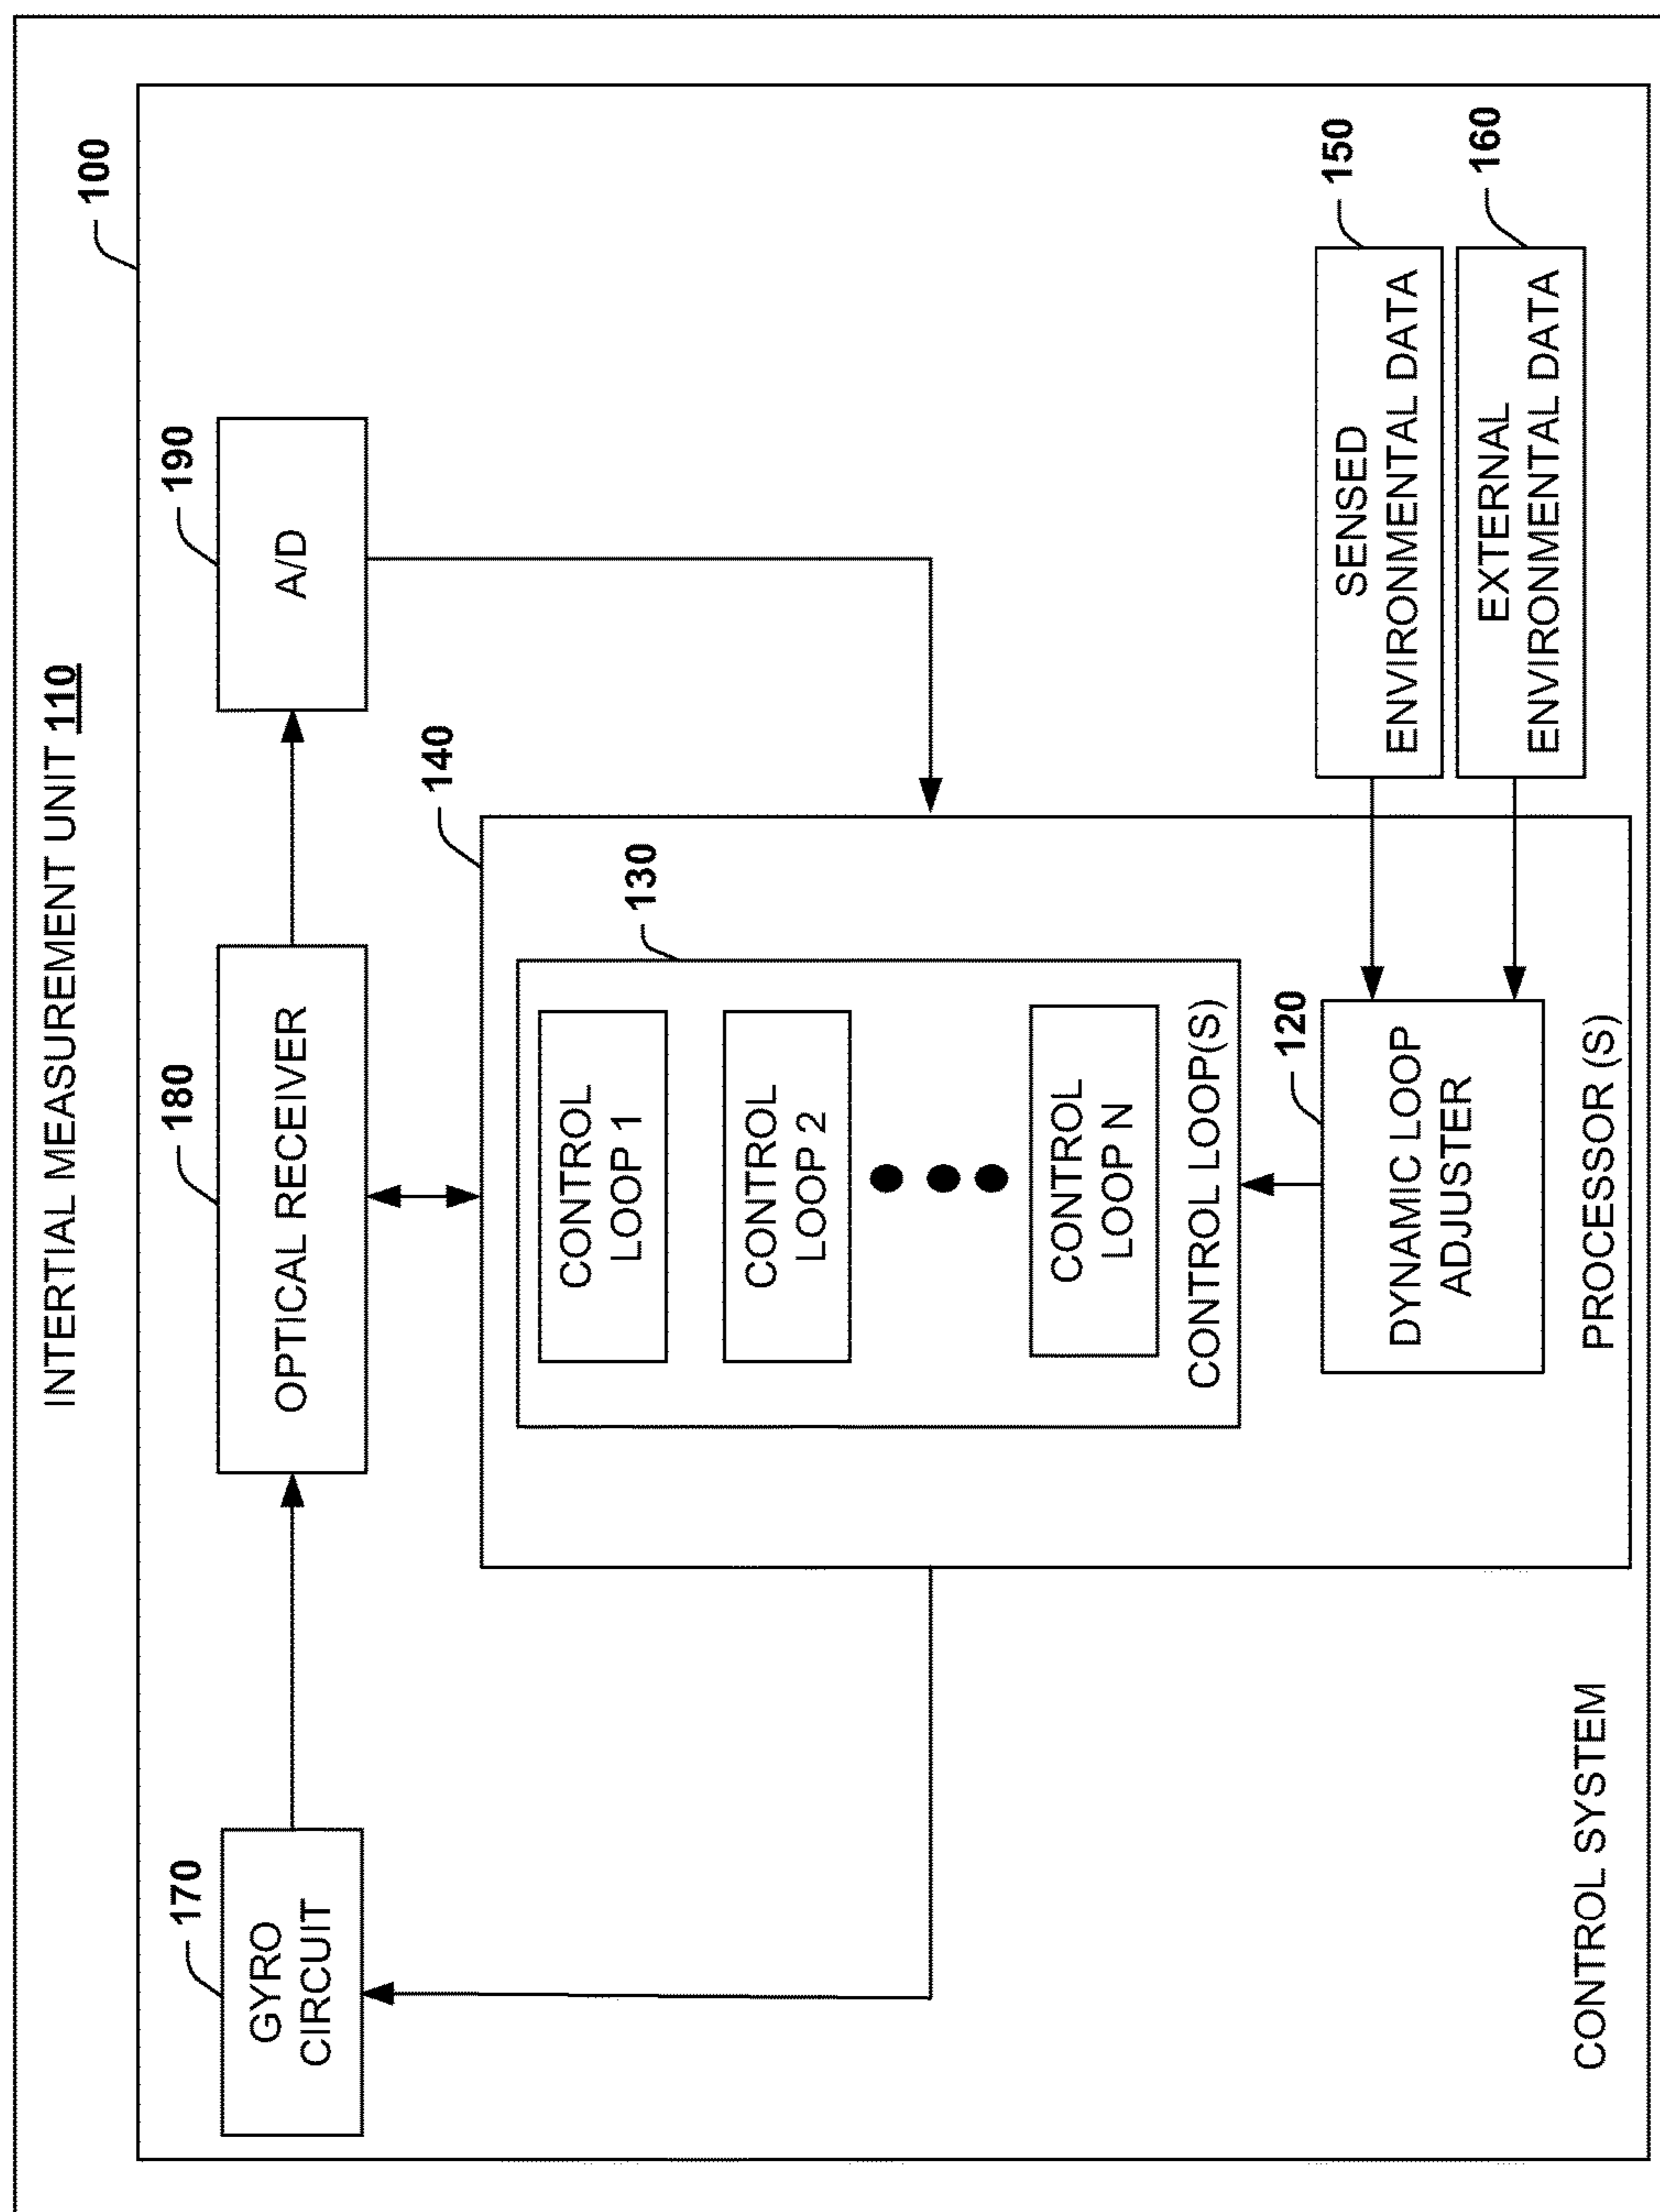 INTERTIAL MEASUREMENT UNIT 110
100
170
GYRO
CIRCUIT
180
OPTICAL RECEIVER
190
A/D
140
130
CONTROL
LOOP 1
CONTROL
LOOP 2
CONTROL
LOOP N
CONTROL LOOP(S)
120
DYNAMIC LOOP
ADJUSTER
PROCESSOR (S)
150
SENSED
ENVIRONMENTAL DATA
160
EXTERNAL
ENVIRONMENTAL DATA
CONTROL SYSTEM